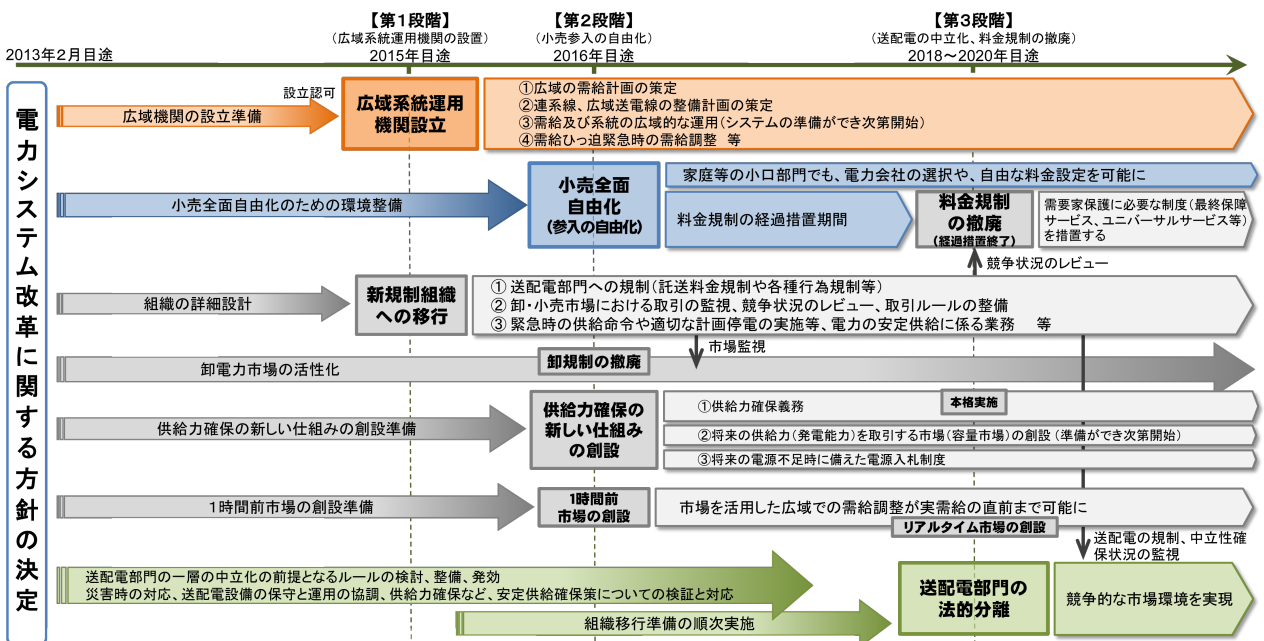 【第1段階】
(広域系統運用機関の設置)
2015年目途
【第2段階】
(小売参入の自由化)
2016年目途
【第3段階】
(送配電の中立化、料金規制の撤廃)
2018～2020年目途
2013年2月目途
電力システム改革に関する方針の決定
広域機関の設立準備
設立認可
広域系統運用
機関設立
①広域の需給計画の策定
②連系線、広域送電線の整備計画の策定
③需給及び系統の広域的な運用(システムの準備ができ次第開始)
④需給ひっ迫緊急時の需給調整 等
小売全面自由化のための環境整備
小売全面
自由化
(参入の自由化)
家庭等の小口部門でも、電力会社の選択や、自由な料金設定を可能に
料金規制の経過措置期間
料金規制
の撤廃
(経過措置終了)
需要家保護に必要な制度(最終保障
サービス、ユニバーサルサービス等)
を措置する
競争状況のレビュー
組織の詳細設計
新規制組織
への移行
① 送配電部門への規制(託送料金規制や各種行為規制等)
② 卸・小売市場における取引の監視、競争状況のレビュー、取引ルールの整備
③ 緊急時の供給命令や適切な計画停電の実施等、電力の安定供給に係る業務 等
市場監視
卸電力市場の活性化
卸規制の撤廃
供給力確保の新しい仕組みの創設準備
供給力確保の
新しい仕組み
の創設
①供給力確保義務
本格実施
②将来の供給力(発電能力)を取引する市場(容量市場)の創設(準備ができ次第開始)
③将来の電源不足時に備えた電源入札制度
1時間前市場の創設準備
1時間前
市場の創設
市場を活用した広域での需給調整が実需給の直前まで可能に
リアルタイム市場の創設
送配電の規制、中立性確
保状況の監視
送配電部門の一層の中立化の前提となるルールの検討、整備、発効
災害時の対応、送配電設備の保守と運用の協調、供給力確保など、安定供給確保策についての検証と対応
組織移行準備の順次実施
送配電部門の
法的分離
競争的な市場環境を実現